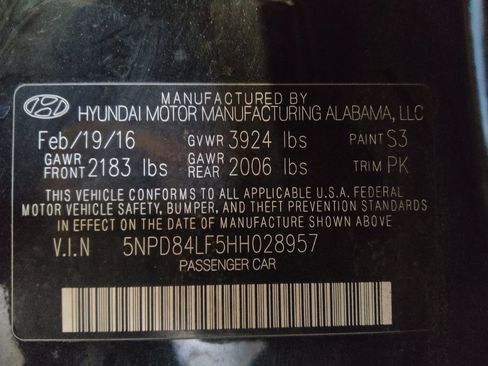 MANUFACTURED BY
HYUNDAI MOTOR MANUFACTURING ALABAMA, LLC
Feb/19/16 GVWR 3924 lbs PAINT S3
GAWR FRONT 2183 lbs GAWR REAR 2006 lbs TRIM PK
THIS VEHICLE CONFORMS TO ALL APPLICABLE U.S.A. FEDERAL
MOTOR VEHICLE SAFETY, BUMPER, AND THEFT PREVENTION STANDARDS
IN EFFECT ON THE DATE OF MANUFACTURE SHOWN ABOVE.
V.I.N 5NPD84LF5HH028957
PASSENGER CAR